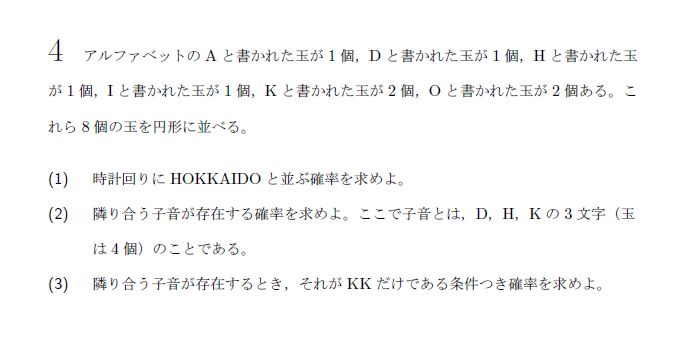 4 アルファベットの A と書かれた玉が 1 個，D と書かれた玉が 1 個，H と書かれた玉
が 1 個，I と書かれた玉が 1 個，K と書かれた玉が 2 個，O と書かれた玉が 2 個ある。こ
れら 8 個の玉を円形に並べる。
(1) 時計回りに HOKKAIDO と並ぶ確率を求めよ。
(2) 隣り合う子音が存在する確率を求めよ。ここで子音とは，D，H，K の 3 文字（玉
は 4 個）のことである。
(3) 隣り合う子音が存在するとき，それが KK だけである条件つき確率を求めよ。